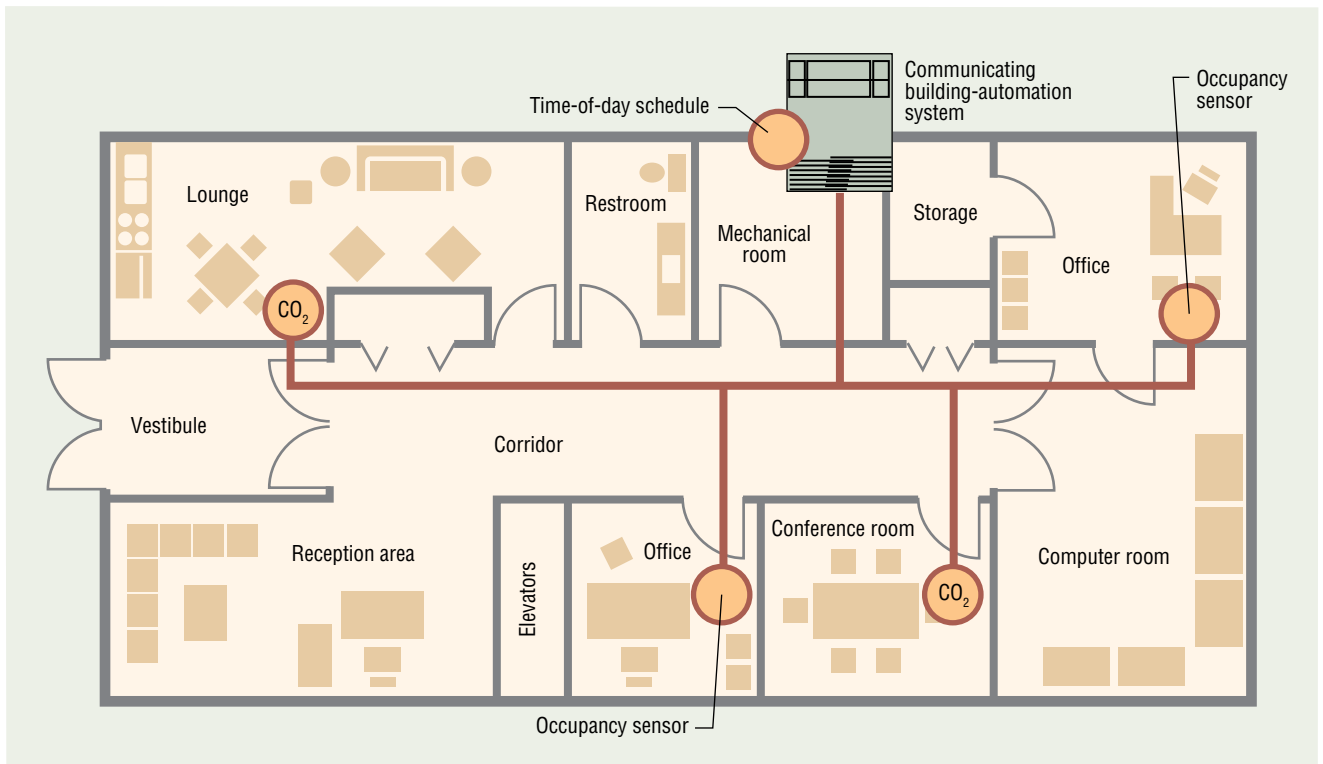 Communicating
building-automation
system
Occupancy
sensor
Time-of-day schedule
Lounge
Restroom
Mechanical
room
Storage
Office
CO₂
Vestibule
Corridor
Reception area
Elevators
Office
Conference room
CO₂
Computer room
Occupancy sensor